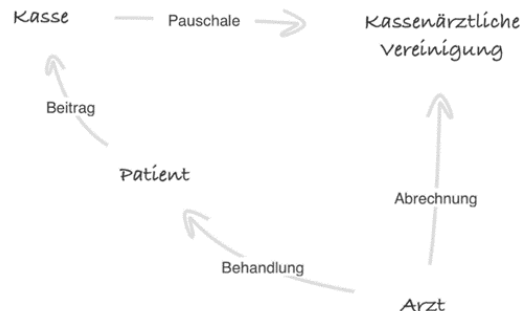 Kasse
Pauschale
Kassenärztliche
Vereinigung
Beitrag
Patient
Abrechnung
Behandlung
Arzt